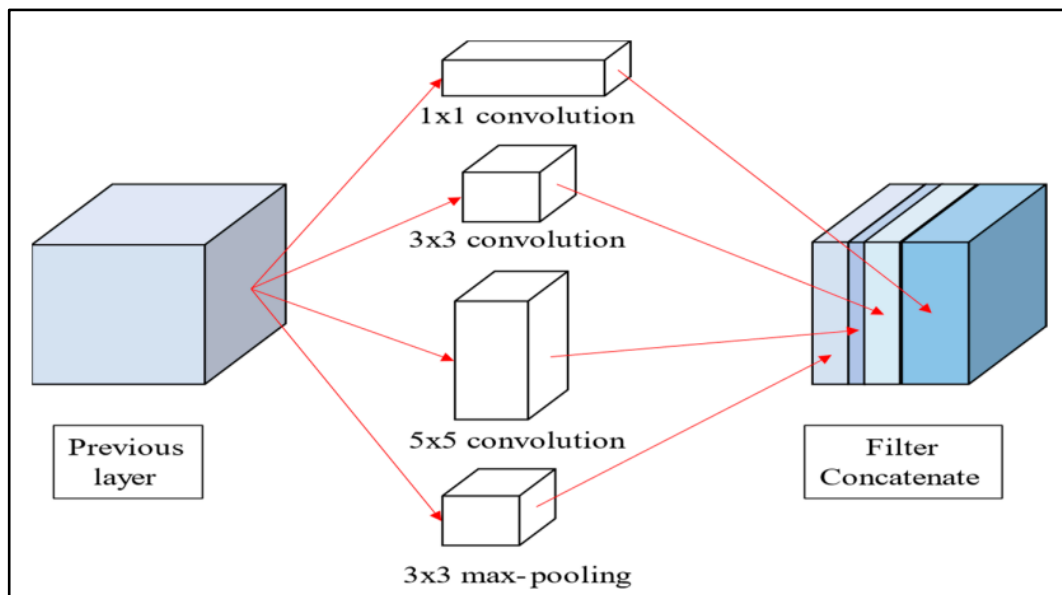 1x1 convolution
3x3 convolution
5x5 convolution
3x3 max-pooling
Previous
layer
Filter
Concatenate